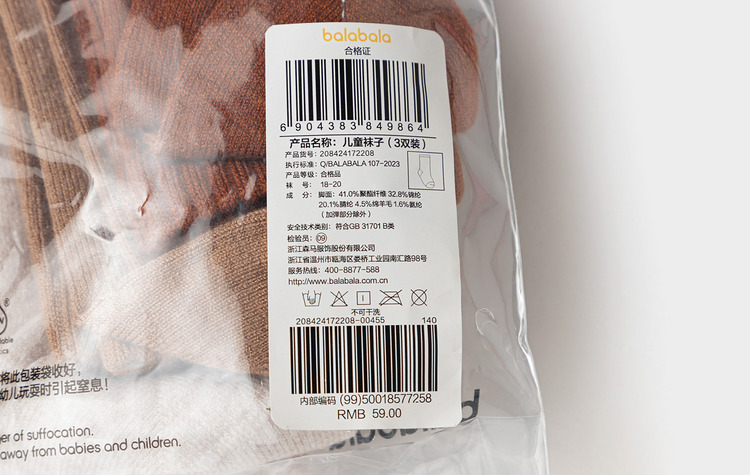 balabala
合格证
6904383849864
产品名称：儿童袜子（3双装）
产品货号：208424172208
执行标准：Q/BALABALA 107-2023
产品等级：合格品
袜 号：18-20
成 分：脚面：41.0%聚酯纤维 32.8%锦纶
20.1%腈纶 4.5%绵羊毛 1.6%氨纶
（加弹部分除外）
安全技术类别：符合GB 31701 B类
检验员：09
浙江森马服饰股份有限公司
浙江省温州市瓯海区娄桥工业园南汇路98号
服务热线：400-8877-588
http://www.balabala.com.cn
不可干洗
208424172208-00455 140
内部编码 (99)50018577258
RMB 59.00
®
将此包装袋收好，
幼儿玩耍时引起窒息！
of suffocation.
away from babies and children.
balabala